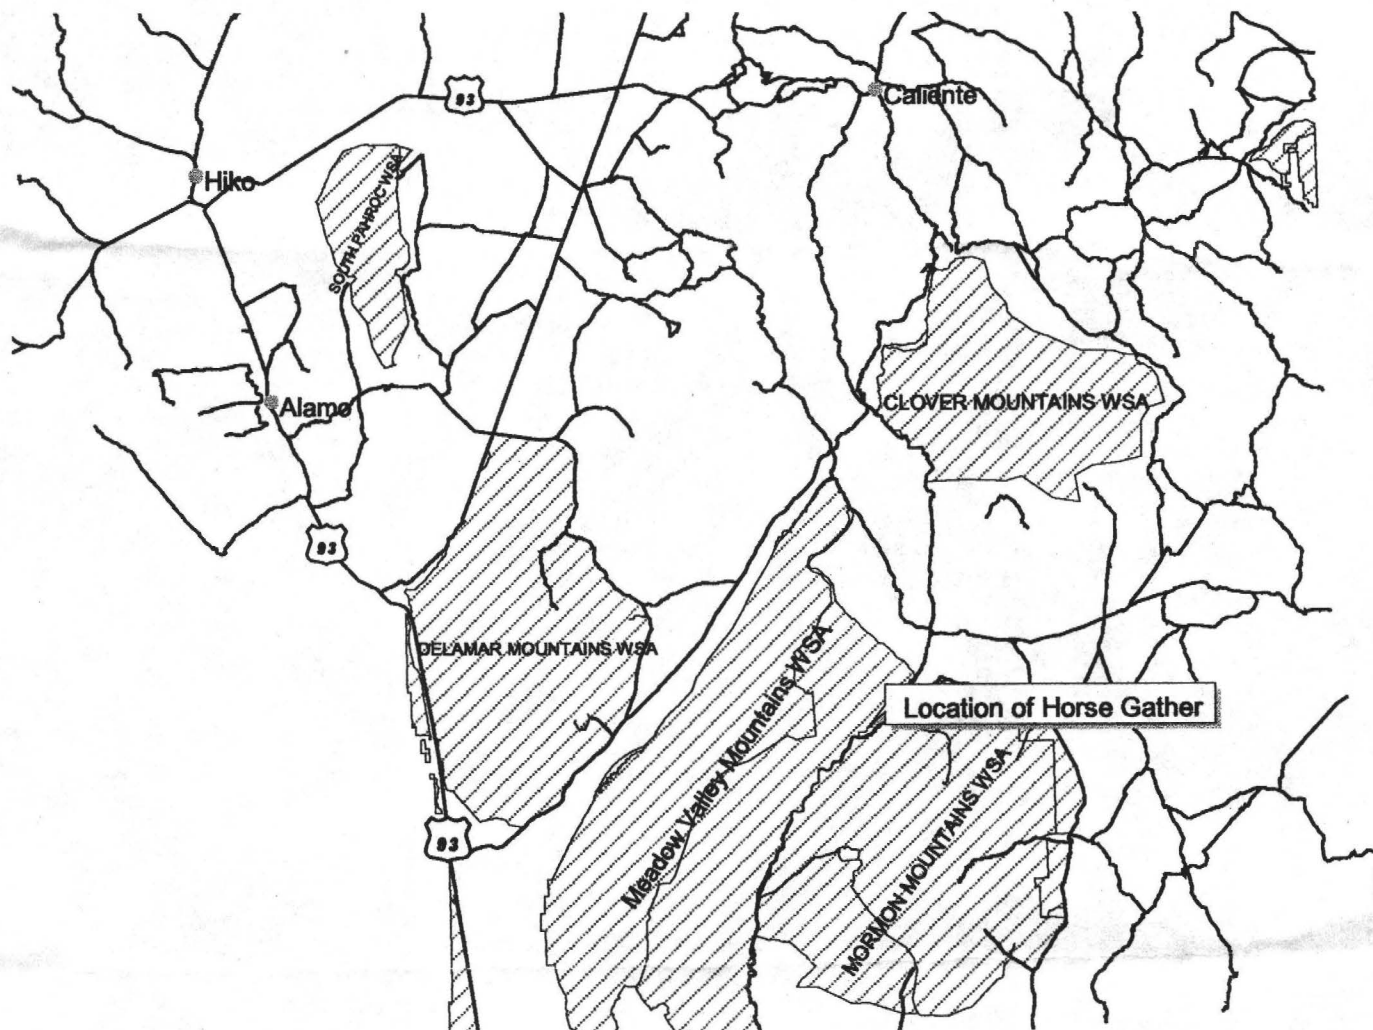 93
Caliente
Hiko
SOUTH PAHROC WSA
Alamo
CLOVER MOUNTAINS WSA
93
DELAMAR MOUNTAINS WSA
Meadow Valley Mountains WSA
Location of Horse Gather
MORMON MOUNTAINS WSA
93